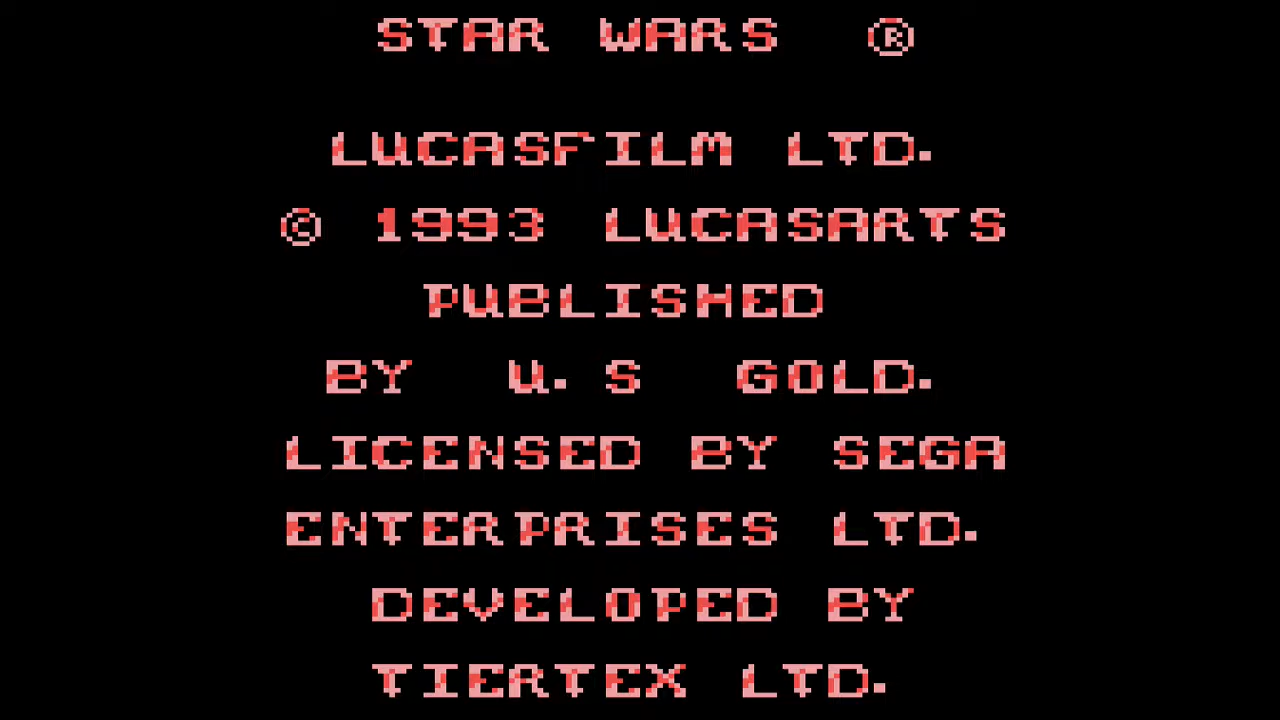 STAR WARS ®
LUCASFILM LTD.
© 1993 LUCASARTS
PUBLISHED
BY U. S GOLD.
LICENSED BY SEGA
ENTERPRISES LTD.
DEVELOPED BY
TIERTEX LTD.